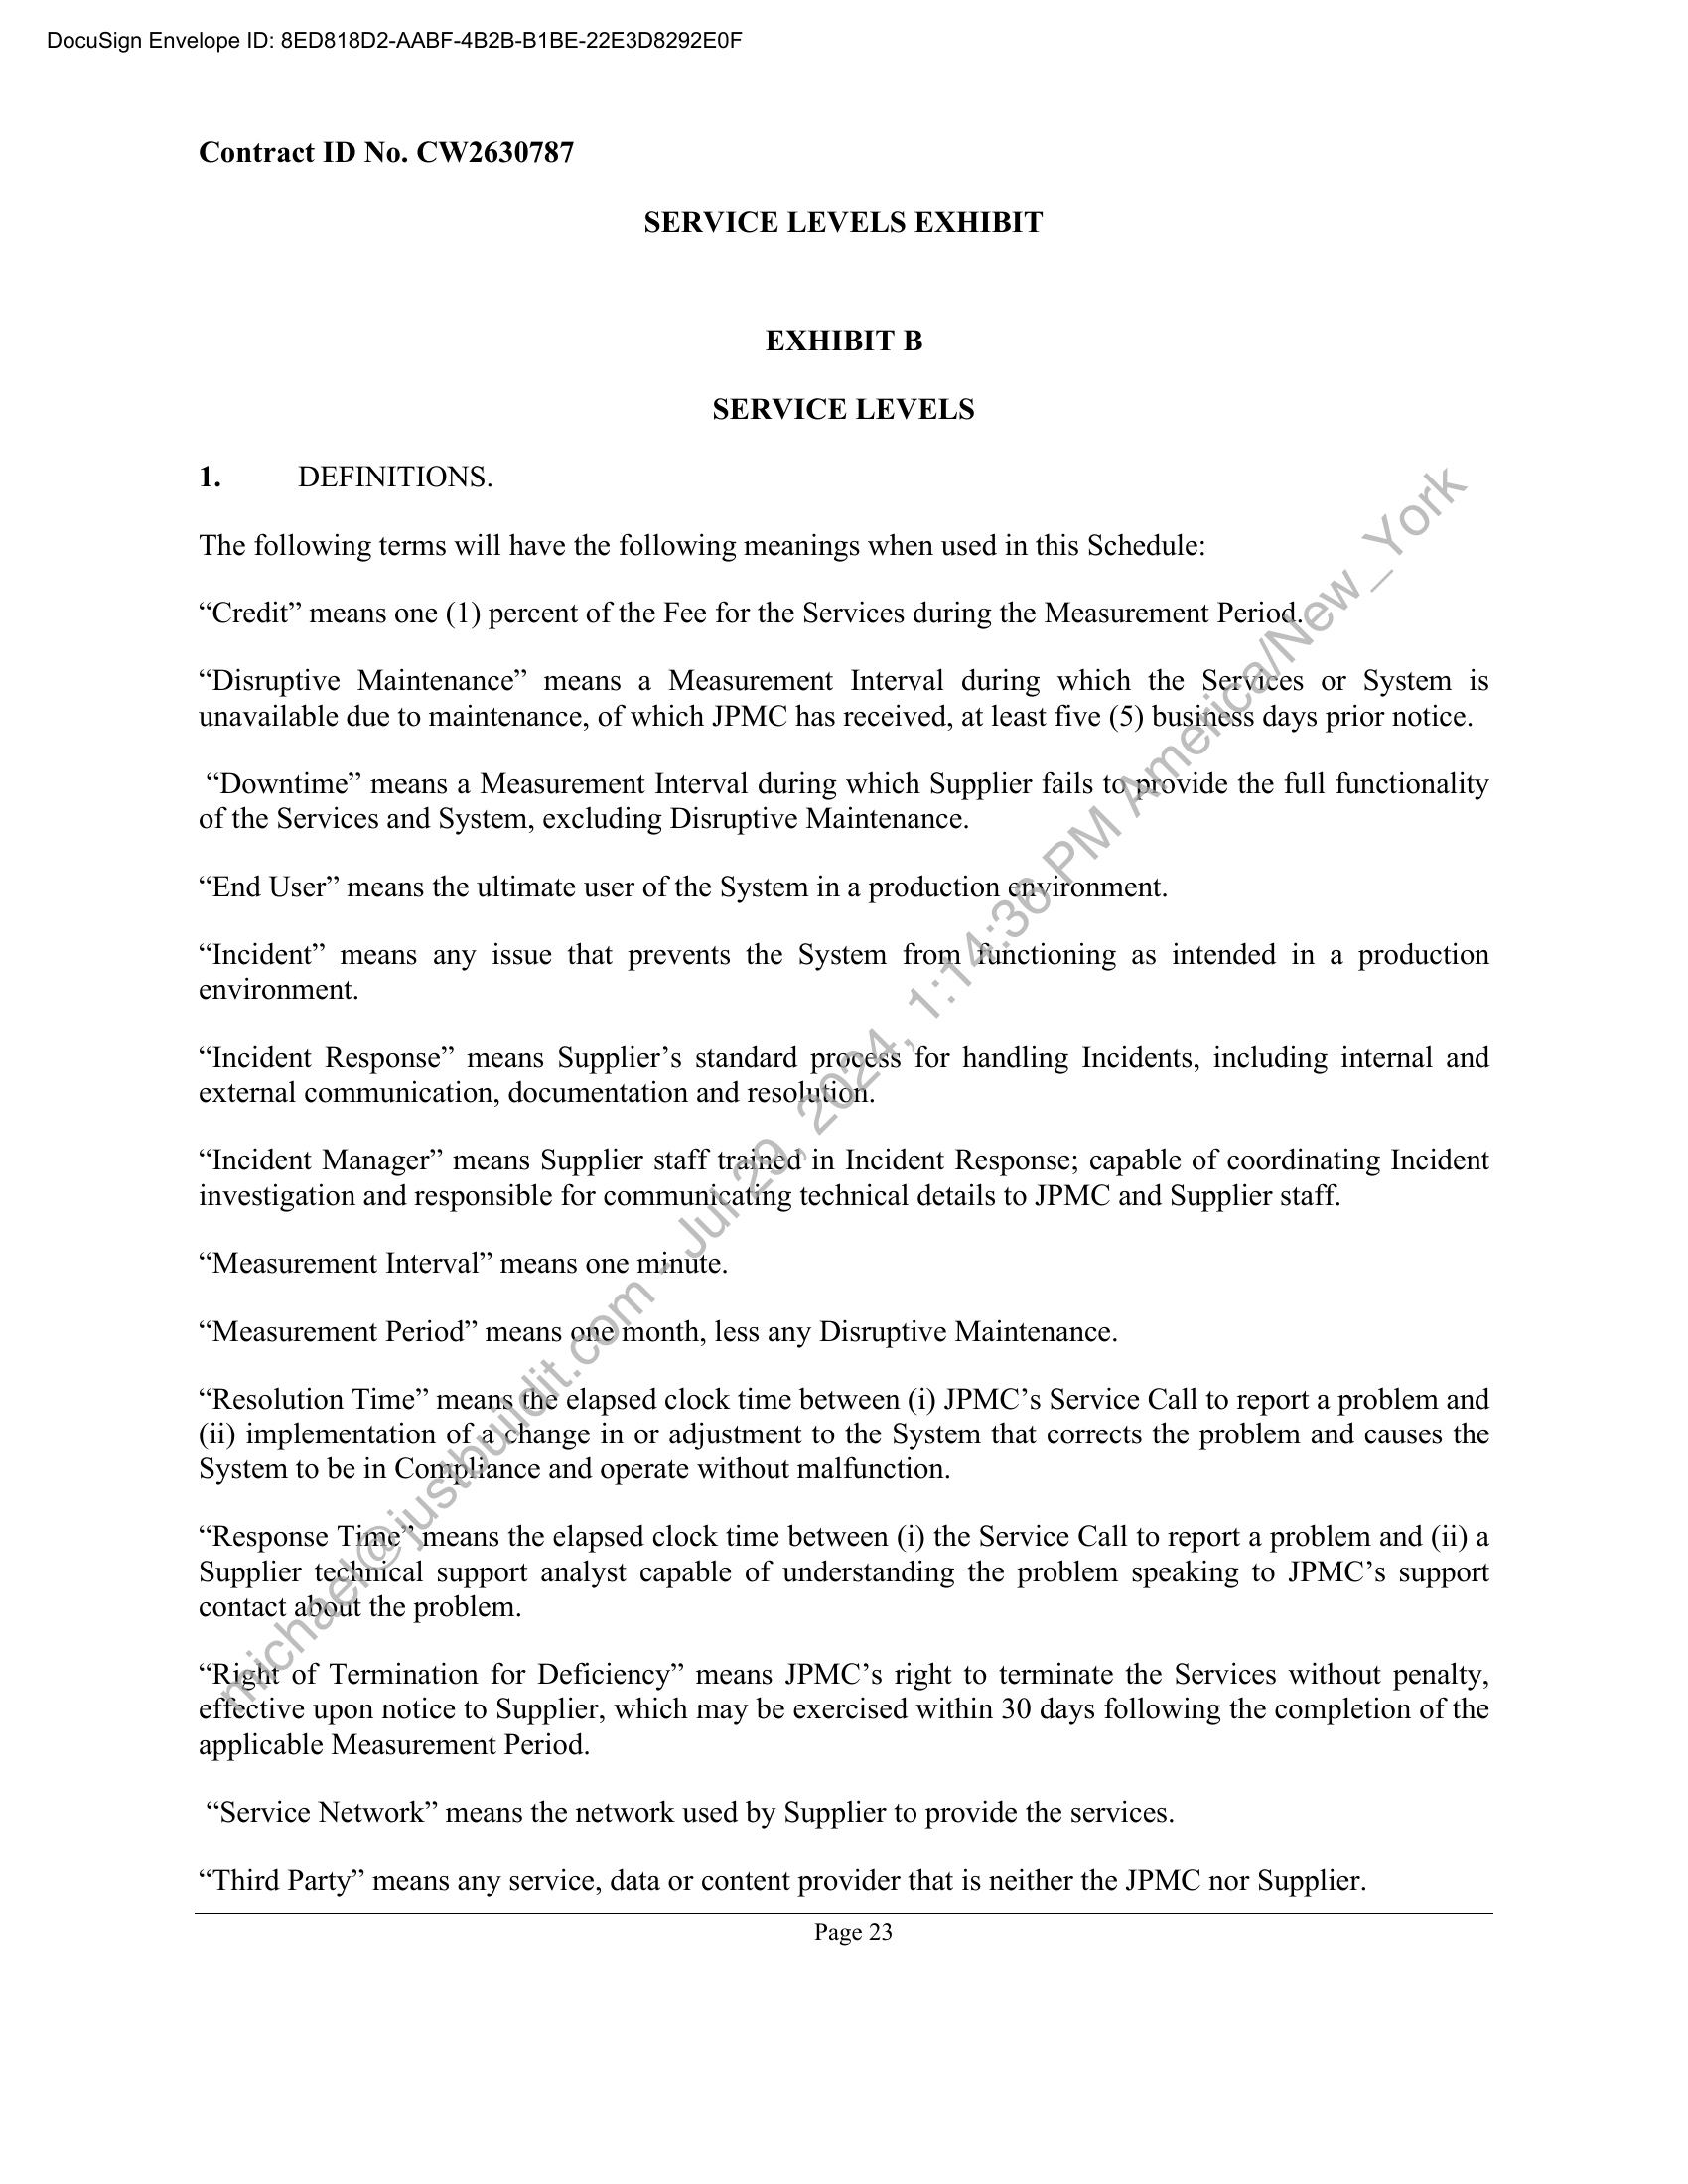 DocuSign Envelope ID: 8ED818D2-AABF-4B2B-B1BE-22E3D8292E0F
Contract ID No. CW2630787
SERVICE LEVELS EXHIBIT
EXHIBIT B
SERVICE LEVELS
1. DEFINITIONS.
The following terms will have the following meanings when used in this Schedule:
“Credit” means one (1) percent of the Fee for the Services during the Measurement Period.
“Disruptive Maintenance” means a Measurement Interval during which the Services or System is
unavailable due to maintenance, of which JPMC has received, at least five (5) business days prior notice.
“Downtime” means a Measurement Interval during which Supplier fails to provide the full functionality
of the Services and System, excluding Disruptive Maintenance.
“End User” means the ultimate user of the System in a production environment.
“Incident” means any issue that prevents the System from functioning as intended in a production
environment.
“Incident Response” means Supplier’s standard process for handling Incidents, including internal and
external communication, documentation and resolution.
“Incident Manager” means Supplier staff trained in Incident Response; capable of coordinating Incident
investigation and responsible for communicating technical details to JPMC and Supplier staff.
“Measurement Interval” means one minute.
“Measurement Period” means one month, less any Disruptive Maintenance.
“Resolution Time” means the elapsed clock time between (i) JPMC’s Service Call to report a problem and
(ii) implementation of a change in or adjustment to the System that corrects the problem and causes the
System to be in Compliance and operate without malfunction.
“Response Time” means the elapsed clock time between (i) the Service Call to report a problem and (ii) a
Supplier technical support analyst capable of understanding the problem speaking to JPMC’s support
contact about the problem.
“Right of Termination for Deficiency” means JPMC’s right to terminate the Services without penalty,
effective upon notice to Supplier, which may be exercised within 30 days following the completion of the
applicable Measurement Period.
“Service Network” means the network used by Supplier to provide the services.
“Third Party” means any service, data or content provider that is neither the JPMC nor Supplier.
Page 23
michael@justbuildit.com - Jul 29, 2024, 1:14:36 PM America/New_York